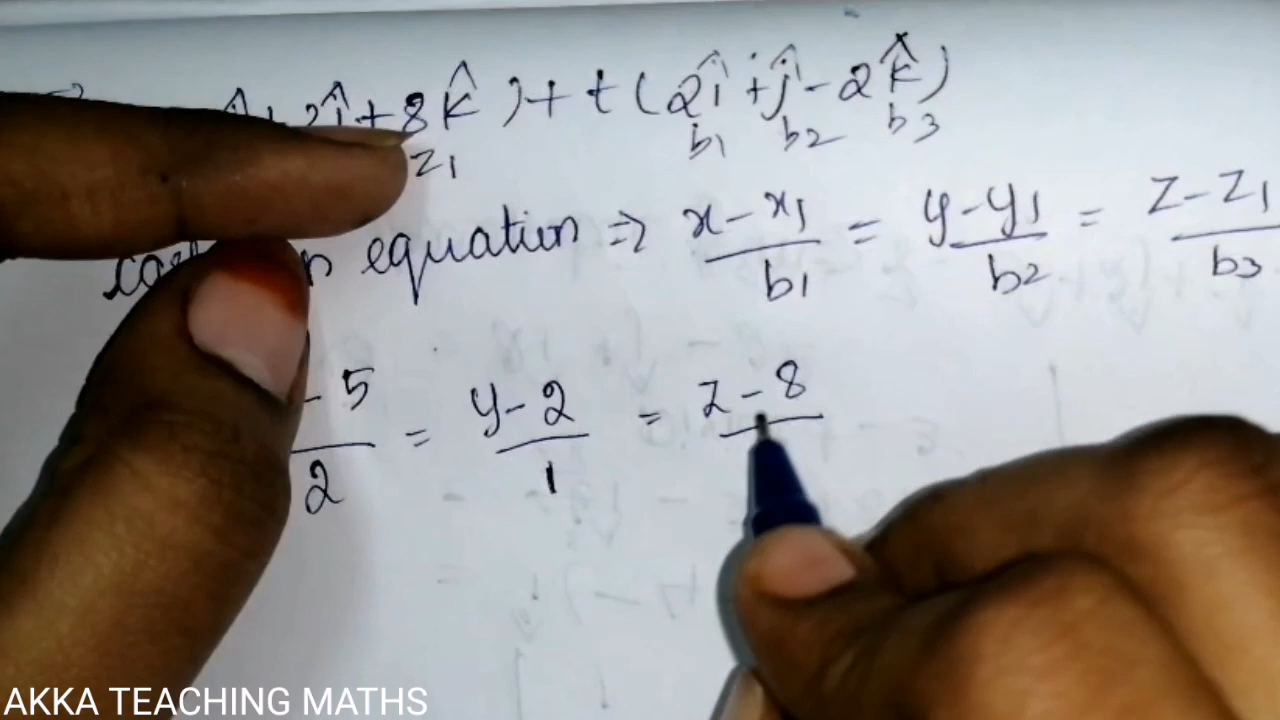 + 2î + 8k̂ ) + t ( 2î + ĵ - 2k̂ )
z1 b1 b2 b3
equation ⇒ x - x1 / b1 = y - y1 / b2 = z - z1 / b3
- 5 / 2 = y - 2 / 1 = z - 8
AKKA TEACHING MATHS